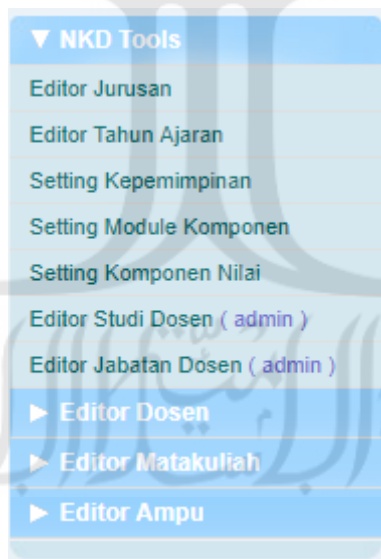 ▼ NKD Tools
Editor Jurusan
Editor Tahun Ajaran
Setting Kepemimpinan
Setting Module Komponen
Setting Komponen Nilai
Editor Studi Dosen ( admin )
Editor Jabatan Dosen ( admin )
► Editor Dosen
► Editor Matakuliah
► Editor Ampu